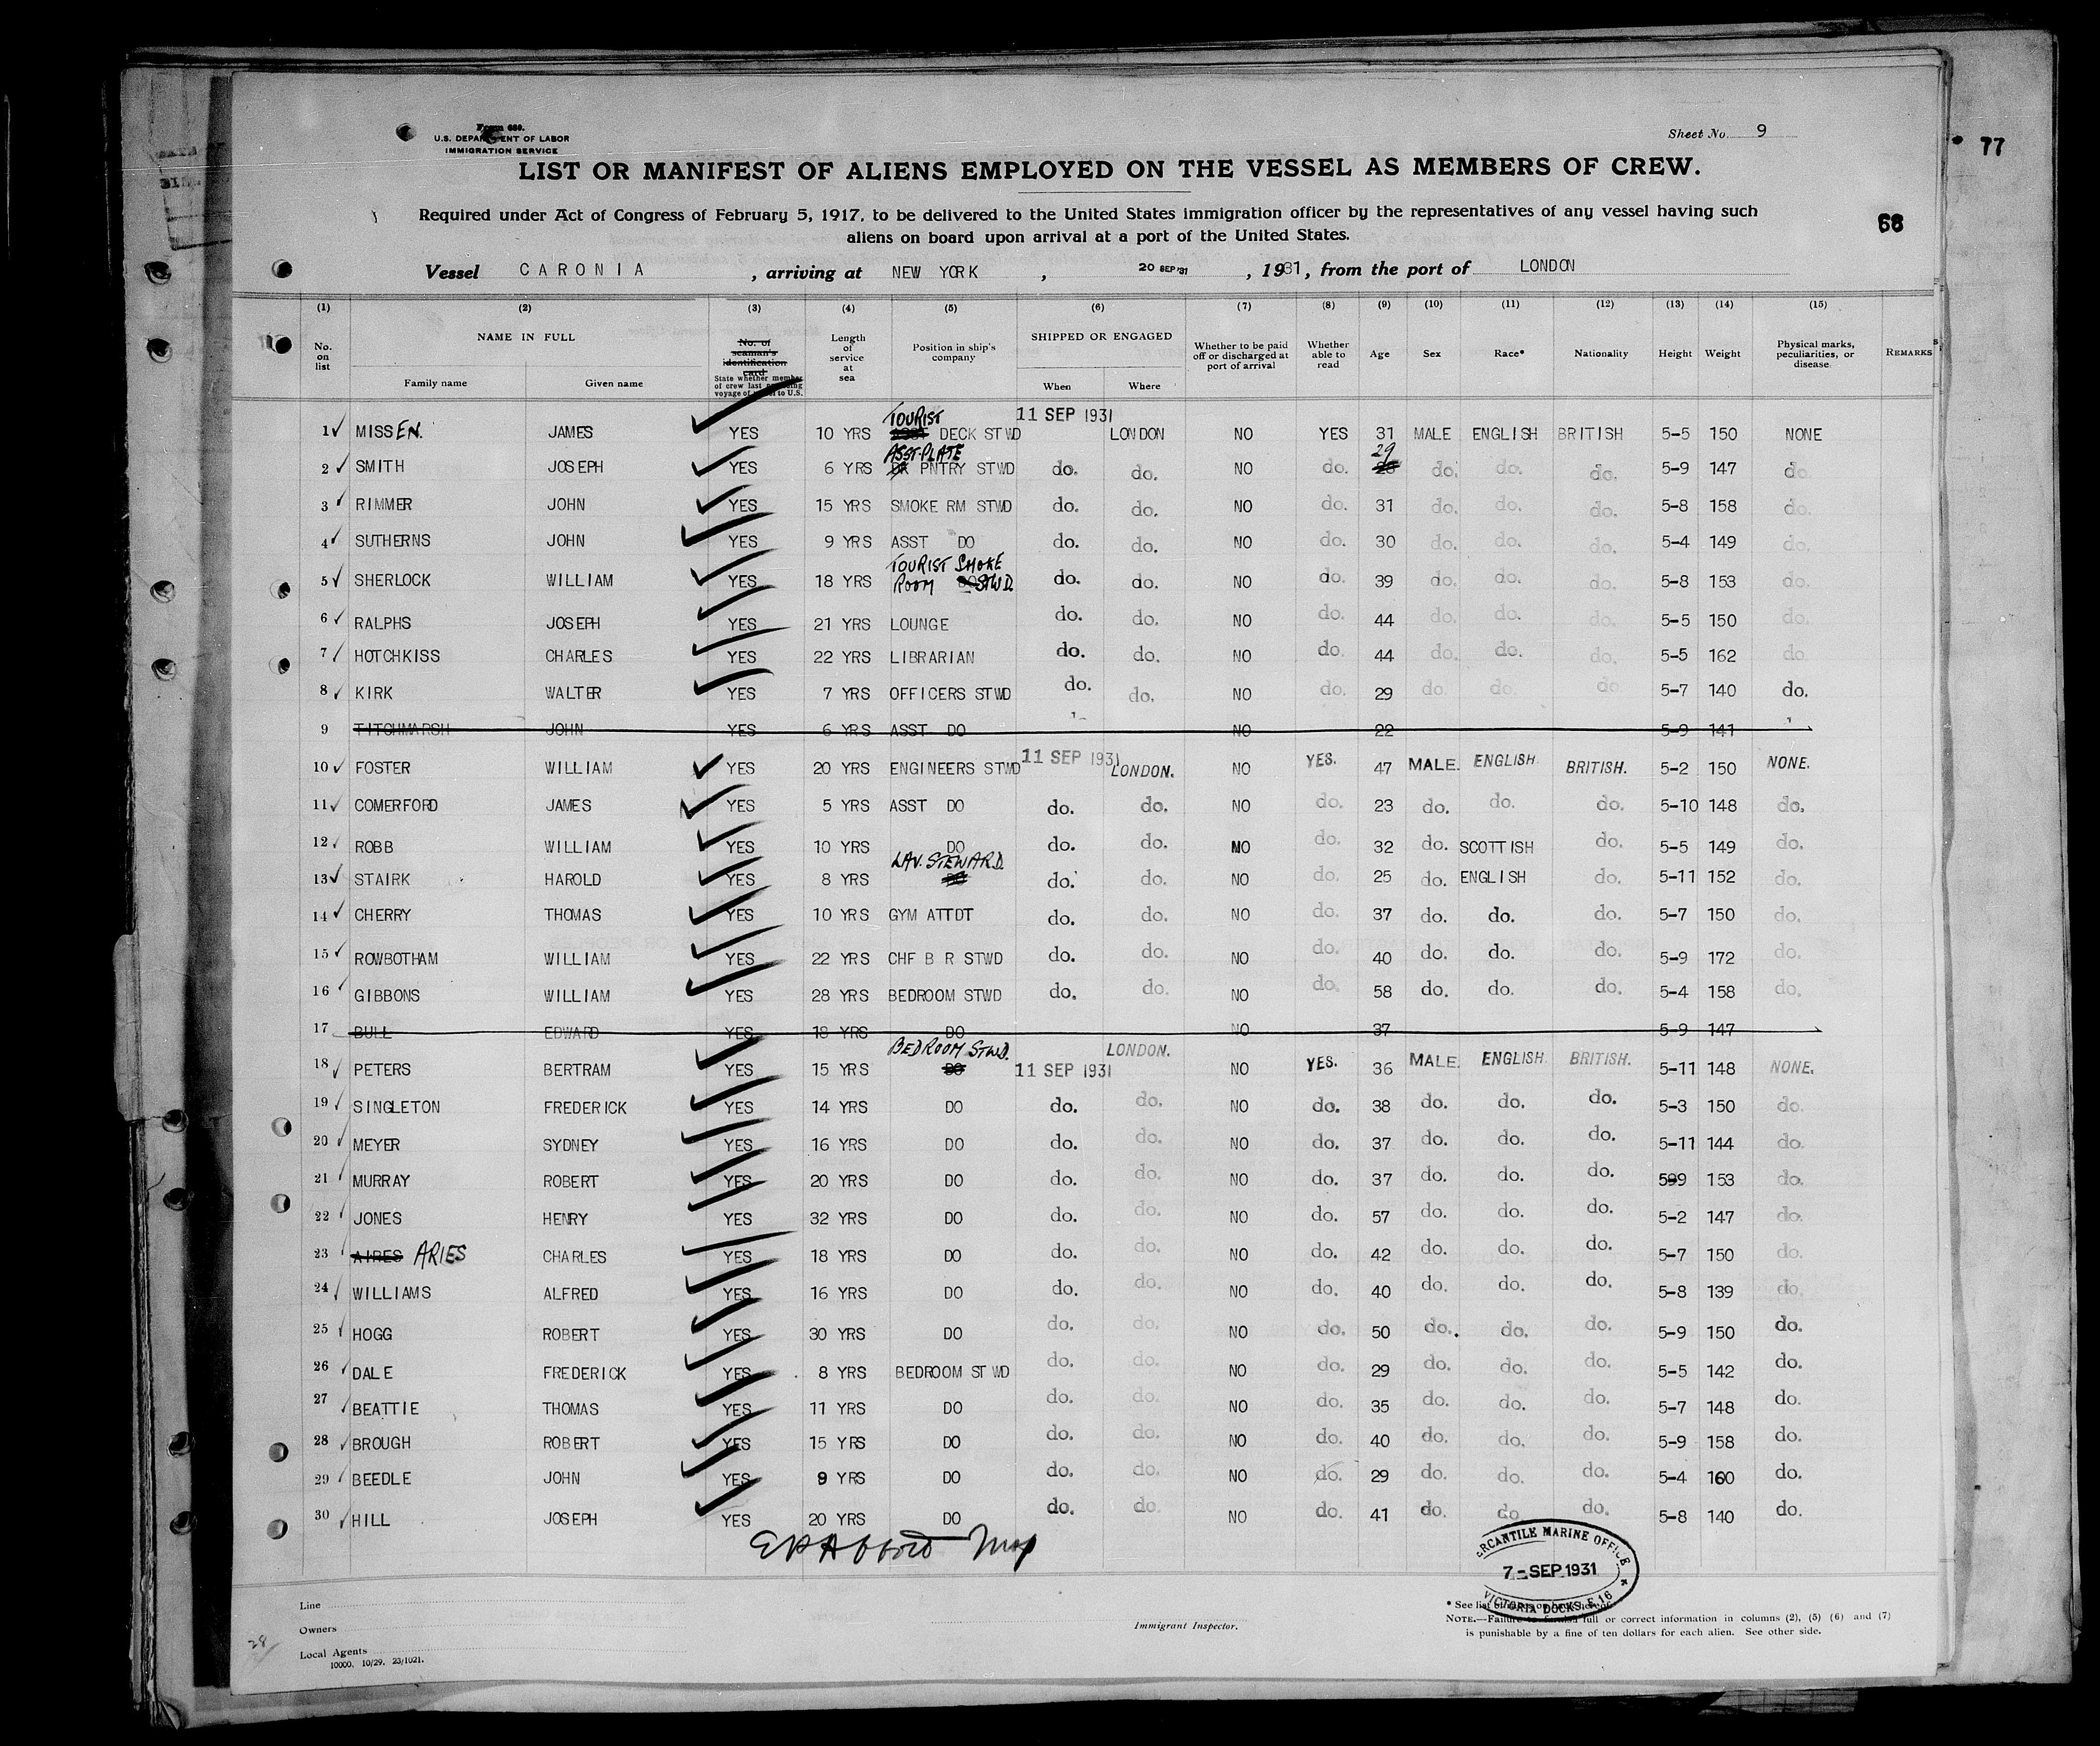 Form 680.
U.S. DEPARTMENT OF LABOR
IMMIGRATION SERVICE
Sheet No. 9
77
LIST OR MANIFEST OF ALIENS EMPLOYED ON THE VESSEL AS MEMBERS OF CREW.
Required under Act of Congress of February 5, 1917, to be delivered to the United States immigration officer by the representatives of any vessel having such
aliens on board upon arrival at a port of the United States.
68
Vessel CARONIA, arriving at NEW YORK, 20 SEP '31, 1931, from the port of LONDON
(1) (2) (3) (4) (5) (6) (7) (8) (9) (10) (11) (12) (13) (14) (15)
No. on list NAME IN FULL Family name Given name No. of seaman's identification card State whether member of crew last voyage of to U.S. Length of service at sea Position in ship's company SHIPPED OR ENGAGED When Where Whether to be paid off or discharged at port of arrival Whether able to read Age Sex Race* Nationality Height Weight Physical marks, peculiarities, or disease REMARKS
1 MISSEN. JAMES YES 10 YRS TOURIST DECK STWD 11 SEP 1931 LONDON NO YES 31 MALE ENGLISH BRITISH 5-5 150 NONE
2 SMITH JOSEPH YES 6 YRS ASST. PLATE PNTRY STWD do. do. NO do. 29 do. do. do. 5-9 147 do
3 RIMMER JOHN YES 15 YRS SMOKE RM STWD do. do. NO do. 31 do. do. do. 5-8 158 do.
4 SUTHERNS JOHN YES 9 YRS ASST DO do. do. NO do. 30 do. do. do. 5-4 149 do.
5 SHERLOCK WILLIAM YES 18 YRS TOURIST SMOKE ROOM STWD. do. do. NO do. 39 do. do. do. 5-8 153 do.
6 RALPHS JOSEPH YES 21 YRS LOUNGE do. do. NO do. 44 do. do. do. 5-5 150 do.
7 HOTCHKISS CHARLES YES 22 YRS LIBRARIAN do. do. NO do. 44 do. do. do. 5-5 162 do.
8 KIRK WALTER YES 7 YRS OFFICERS STWD do. do. NO do. 29 do. do. do 5-7 140 do.
9 TITCHMARSH JOHN YES 6 YRS ASST DO NO 22 5-9 141
10 FOSTER WILLIAM YES 20 YRS ENGINEERS STWD 11 SEP 1931 LONDON. NO YES. 47 MALE. ENGLISH BRITISH. 5-2 150 NONE.
11 COMERFORD JAMES YES 5 YRS ASST DO do. do. NO do. 23 do. do. do. 5-10 148 do.
12 ROBB WILLIAM YES 10 YRS DO do. do. NO do. 32 do. SCOTTISH do. 5-5 149 do.
13 STAIRK HAROLD YES 8 YRS LAV. STEWARD. DO do. do. NO do. 25 do. ENGLISH do. 5-11 152 do.
14 CHERRY THOMAS YES 10 YRS GYM ATTDT do. do. NO do. 37 do. do. do. 5-7 150 do.
15 ROWBOTHAM WILLIAM YES 22 YRS CHF B R STWD do. do. NO do. 40 do. do. do. 5-9 172 do.
16 GIBBONS WILLIAM YES 28 YRS BEDROOM STWD do. do. NO do. 58 do. do. do. 5-4 158 do.
17 BULL EDWARD YES 18 YRS DO NO 37 5-9 147
18 PETERS BERTRAM YES 15 YRS BEDROOM STWD. DO 11 SEP 1931 LONDON. NO YES. 36 MALE. ENGLISH BRITISH. 5-11 148 NONE.
19 SINGLETON FREDERICK YES 14 YRS DO do. do. NO do. 38 do. do. do. 5-3 150 do.
20 MEYER SYDNEY YES 16 YRS DO do. do. NO do. 37 do. do. do. 5-11 144 do.
21 MURRAY ROBERT YES 20 YRS DO do. do. NO do. 37 do. do. do. 599 153 do.
22 JONES HENRY YES 32 YRS DO do. do. NO do. 57 do. do. do. 5-2 147 do.
23 AIRES ARIES CHARLES YES 18 YRS DO do. do. NO do. 42 do. do. do. 5-7 150 do.
24 WILLIAMS ALFRED YES 16 YRS DO do. do. NO do. 40 do. do. do. 5-8 139 do.
25 HOGG ROBERT YES 30 YRS DO do. do. NO do. 50 do. do. do. 5-9 150 do.
26 DALE FREDERICK YES 8 YRS BEDROOM STWD do. do. NO do. 29 do. do. do. 5-5 142 do.
27 BEATTIE THOMAS YES 11 YRS DO do. do. NO do. 35 do. do. do. 5-7 148 do.
28 BROUGH ROBERT YES 15 YRS DO do. do. NO do. 40 do. do. do. 5-9 158 do.
29 BEEDLE JOHN YES 9 YRS DO do. do. NO do. 29 do. do. do. 5-4 160 do.
30 HILL JOSEPH YES 20 YRS DO do. do. NO do. 41 do. do. do. 5-8 140 do.
MERCANTILE MARINE OFFICE
7-SEP.1931
VICTORIA DOCKS, E.16
Line
Owners
Local Agents
10000. 10/29. 23/1021.
28
Immigrant Inspector.
* See list
NOTE.—Failure to furnish full or correct information in columns (2), (5) (6) and (7)
is punishable by a fine of ten dollars for each alien. See other side.